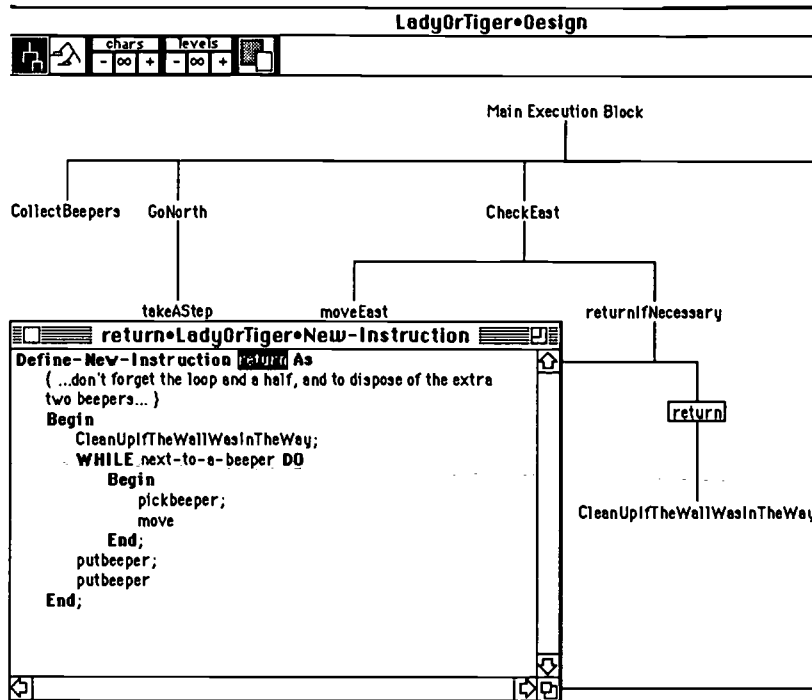 LadyOrTiger•Design
chars levels
- ∞ + - ∞ +
Main Execution Block
CollectBeepers GoNorth CheckEast
takeAStep moveEast returnIfNecessary
return•LadyOrTiger•New-Instruction
Define-New-Instruction return As
{ ...don't forget the loop and a half, and to dispose of the extra
two beepers... }
Begin
CleanUpIfTheWallWasInTheWay;
WHILE next-to-a-beeper DO
Begin
pickbeeper;
move
End;
putbeeper;
putbeeper
End;
return
CleanUpIfTheWallWasInTheWay